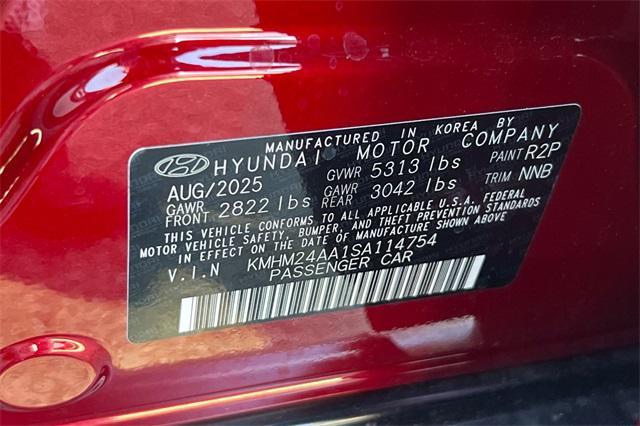 MANUFACTURED IN KOREA BY
HYUNDAI MOTOR COMPANY
AUG/2025 GVWR 5313 lbs PAINT R2P
GAWR FRONT 2822 lbs GAWR REAR 3042 lbs TRIM NNB
THIS VEHICLE CONFORMS TO ALL APPLICABLE U.S.A. FEDERAL
MOTOR VEHICLE SAFETY, BUMPER, AND THEFT PREVENTION STANDARDS
IN EFFECT ON THE DATE OF MANUFACTURE SHOWN ABOVE.
V.I.N KMHM24AA1SA114754
PASSENGER CAR